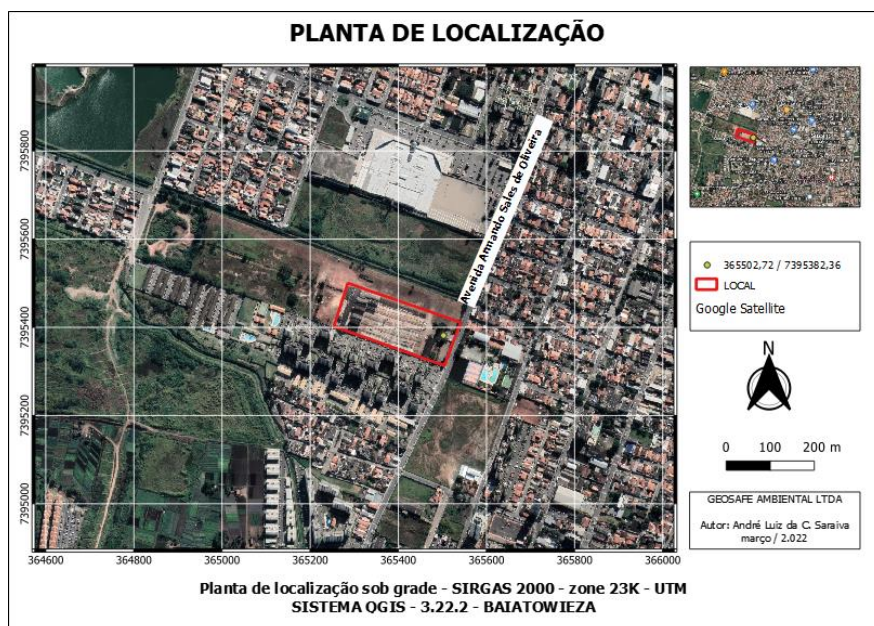 PLANTA DE LOCALIZAÇÃO
7395800
7395600
7395400
7395200
7395000
Avenida Armando Sales de Oliveira
364600 364800 365000 365200 365400 365600 365800 366000
365502,72 / 7395382,36
LOCAL
Google Satellite
N
0 100 200 m
GEOSAFE AMBIENTAL LTDA
Autor: André Luiz da C. Saraiva
março / 2.022
Planta de localização sob grade - SIRGAS 2000 - zone 23K - UTM
SISTEMA QGIS - 3.22.2 - BAIATOWIEZA